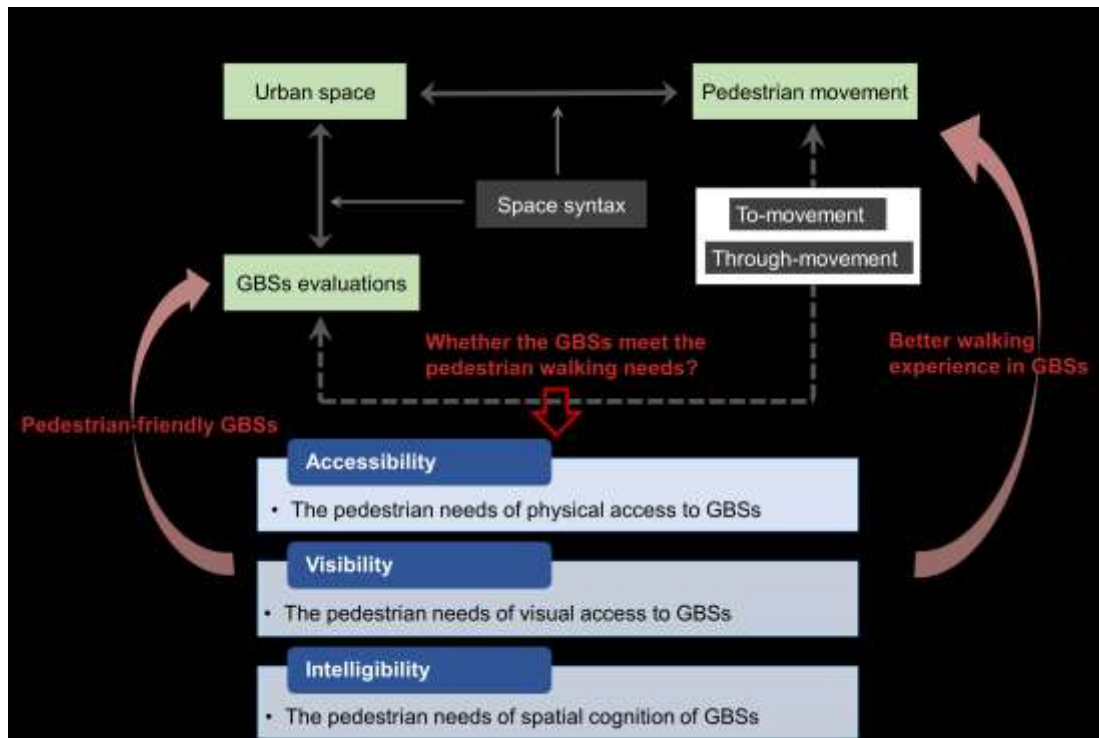 Urban space
Pedestrian movement
Space syntax
To-movement
Through-movement
GBSs evaluations
Whether the GBSs meet the
pedestrian walking needs?
Better walking
experience in GBSs
Pedestrian-friendly GBSs
Accessibility
• The pedestrian needs of physical access to GBSs
Visibility
• The pedestrian needs of visual access to GBSs
Intelligibility
• The pedestrian needs of spatial cognition of GBSs